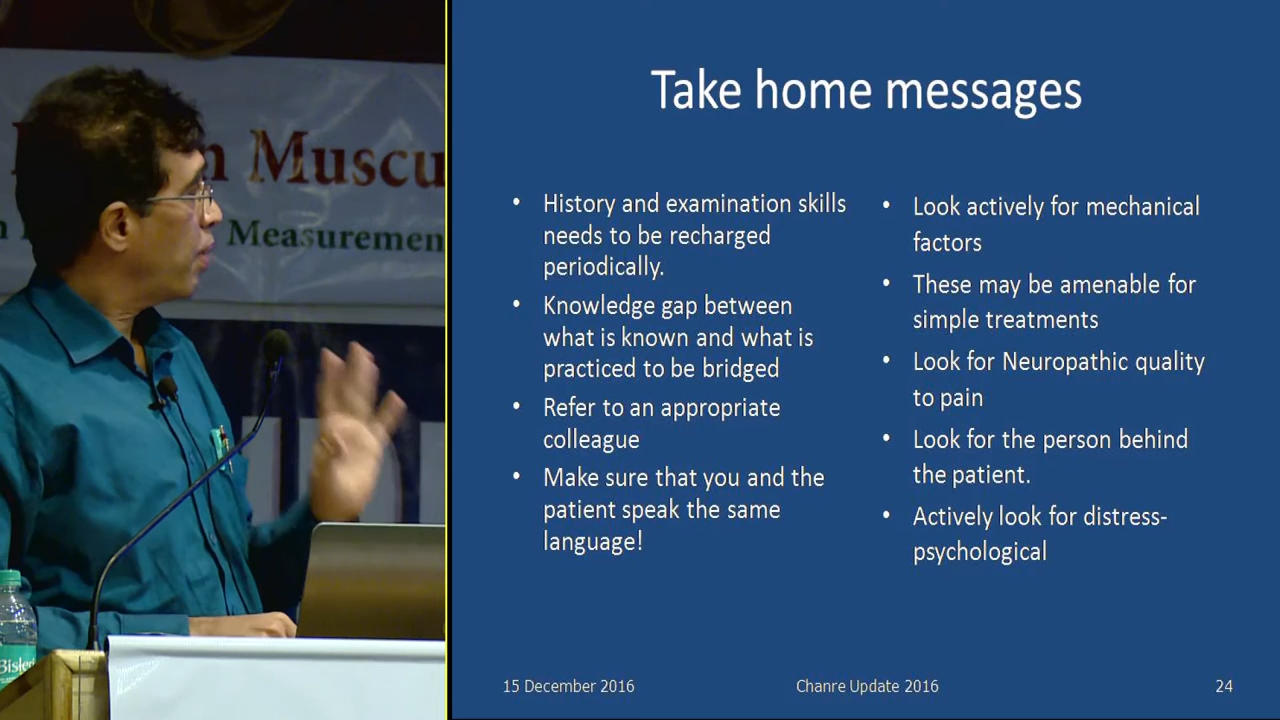 n Muscu
Measuremen
Bisleri
Take home messages
• History and examination skills
needs to be recharged
periodically.
• Knowledge gap between
what is known and what is
practiced to be bridged
• Refer to an appropriate
colleague
• Make sure that you and the
patient speak the same
language!
• Look actively for mechanical
factors
• These may be amenable for
simple treatments
• Look for Neuropathic quality
to pain
• Look for the person behind
the patient.
• Actively look for distress-
psychological
15 December 2016
Chanre Update 2016
24